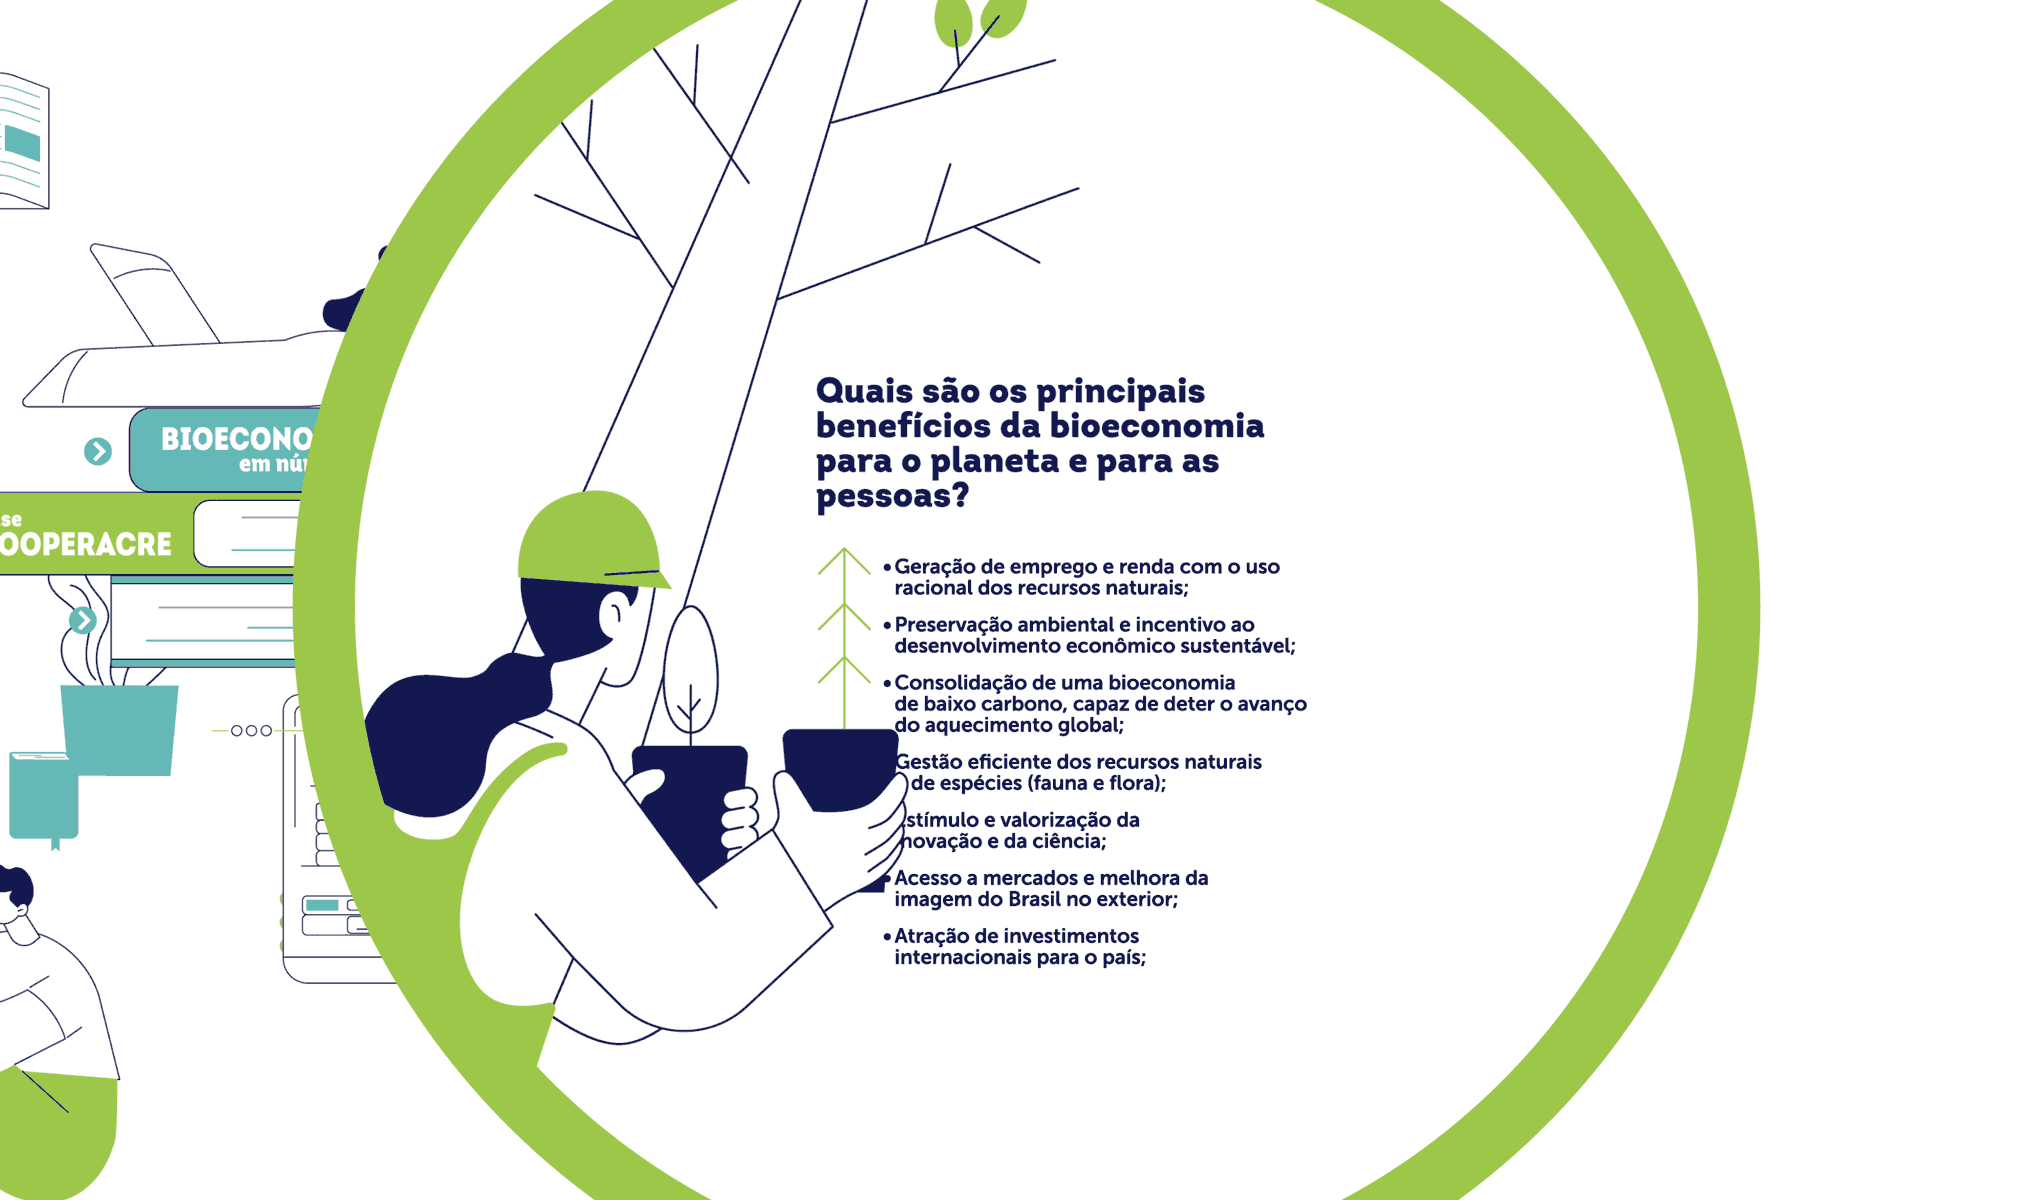 BIOECONO
em nú
se
OOPERACRE
Quais são os principais
benefícios da bioeconomia
para o planeta e para as
pessoas?
• Geração de emprego e renda com o uso
racional dos recursos naturais;
• Preservação ambiental e incentivo ao
desenvolvimento econômico sustentável;
• Consolidação de uma bioeconomia
de baixo carbono, capaz de deter o avanço
do aquecimento global;
Gestão eficiente dos recursos naturais
de espécies (fauna e flora);
stímulo e valorização da
novação e da ciência;
• Acesso a mercados e melhora da
imagem do Brasil no exterior;
• Atração de investimentos
internacionais para o país;